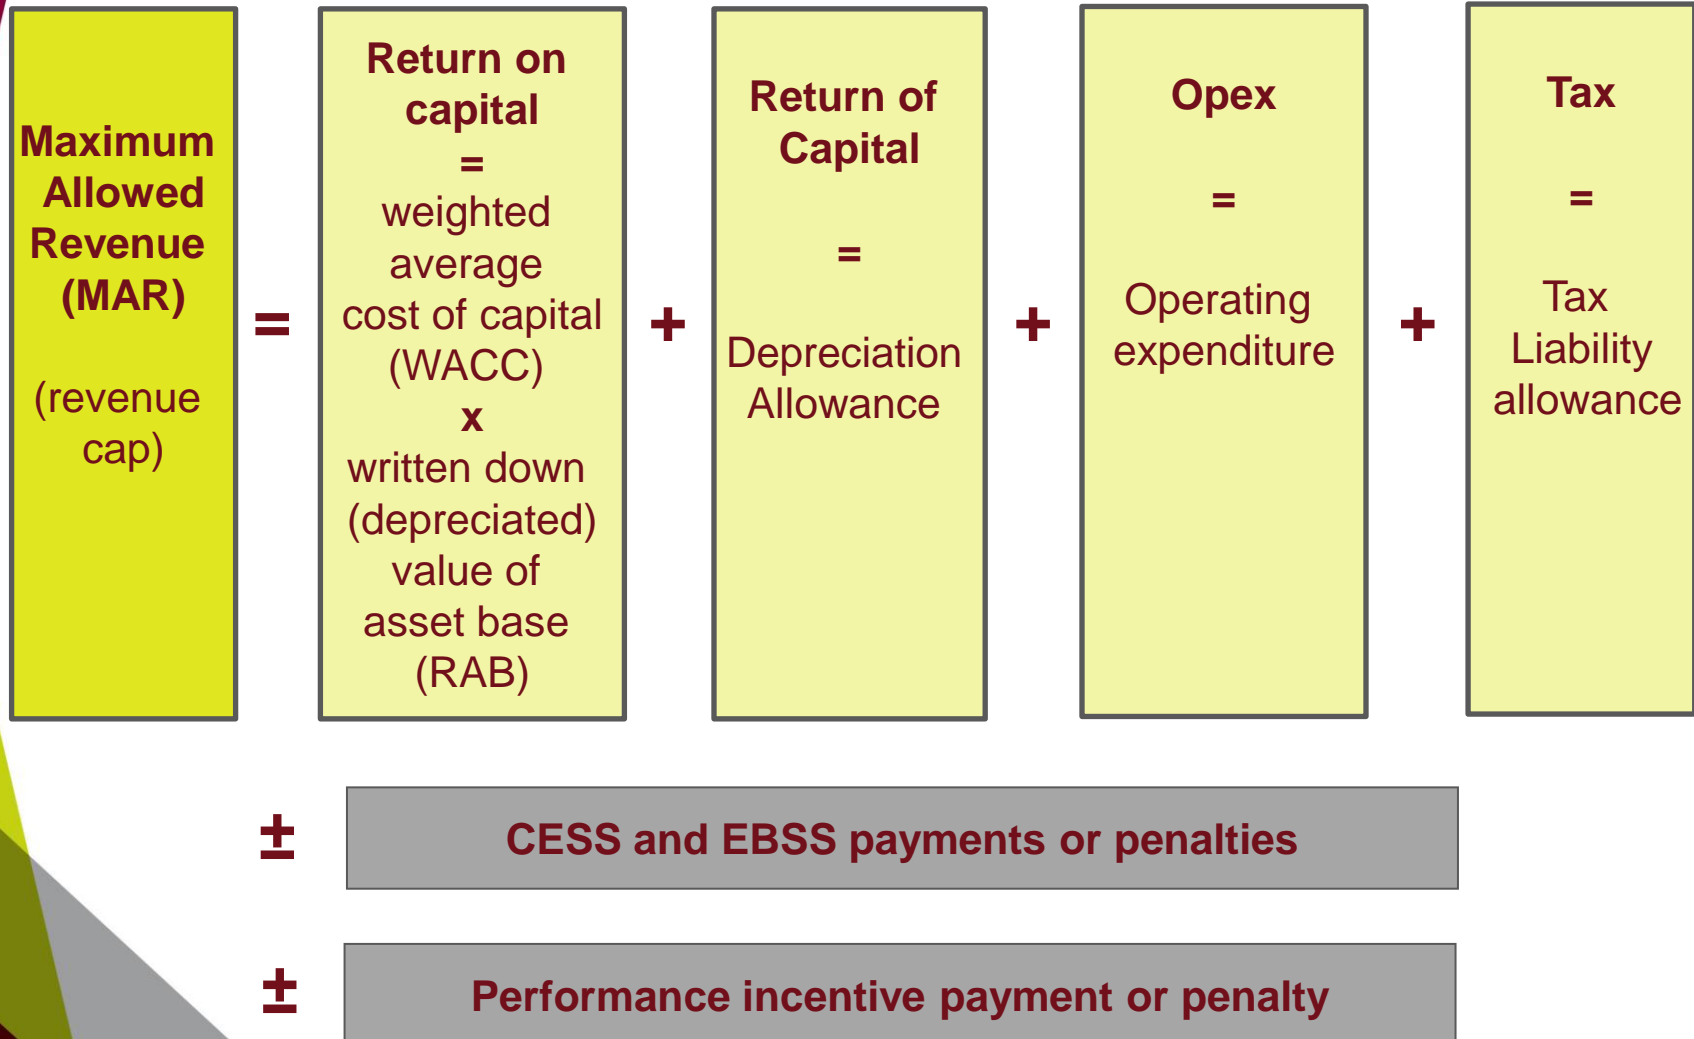 Maximum
Allowed
Revenue
(MAR)
(revenue
cap)
=
Return on
capital
=
weighted
average
cost of capital
(WACC)
x
written down
(depreciated)
value of
asset base
(RAB)
+
Return of
Capital
=
Depreciation
Allowance
+
Opex
=
Operating
expenditure
+
Tax
=
Tax
Liability
allowance
±
CESS and EBSS payments or penalties
±
Performance incentive payment or penalty